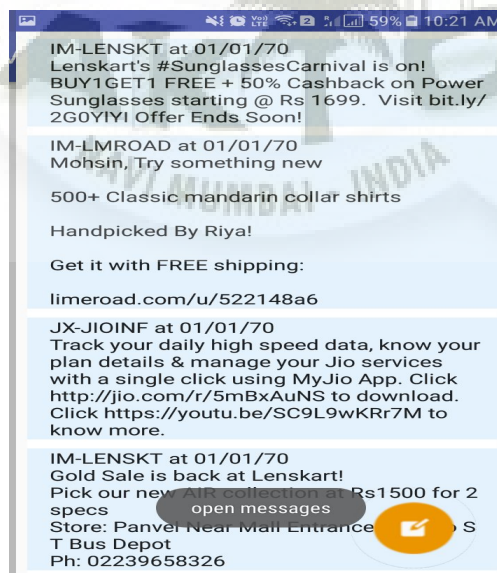 59% 10:21 AM
IM-LENSKT at 01/01/70
Lenskart's #SunglassesCarnival is on!
BUY1GET1 FREE + 50% Cashback on Power
Sunglasses starting @ Rs 1699.  Visit bit.ly/
2G0YIYI Offer Ends Soon!
IM-LMROAD at 01/01/70
Mohsin, Try something new
500+ Classic mandarin collar shirts
Handpicked By Riya!
Get it with FREE shipping:
limeroad.com/u/522148a6
NAVI MUMBAI - INDIA
JX-JIOINF at 01/01/70
Track your daily high speed data, know your
plan details & manage your Jio services
with a single click using MyJio App. Click
http://jio.com/r/5mBxAuNS to download.
Click https://youtu.be/SC9L9wKRr7M to
know more.
IM-LENSKT at 01/01/70
Gold Sale is back at Lenskart!
Pick our new AIR collection at Rs1500 for 2
specs
open messages
Store: Panvel Near Mall Entrance S
T Bus Depot
Ph: 02239658326